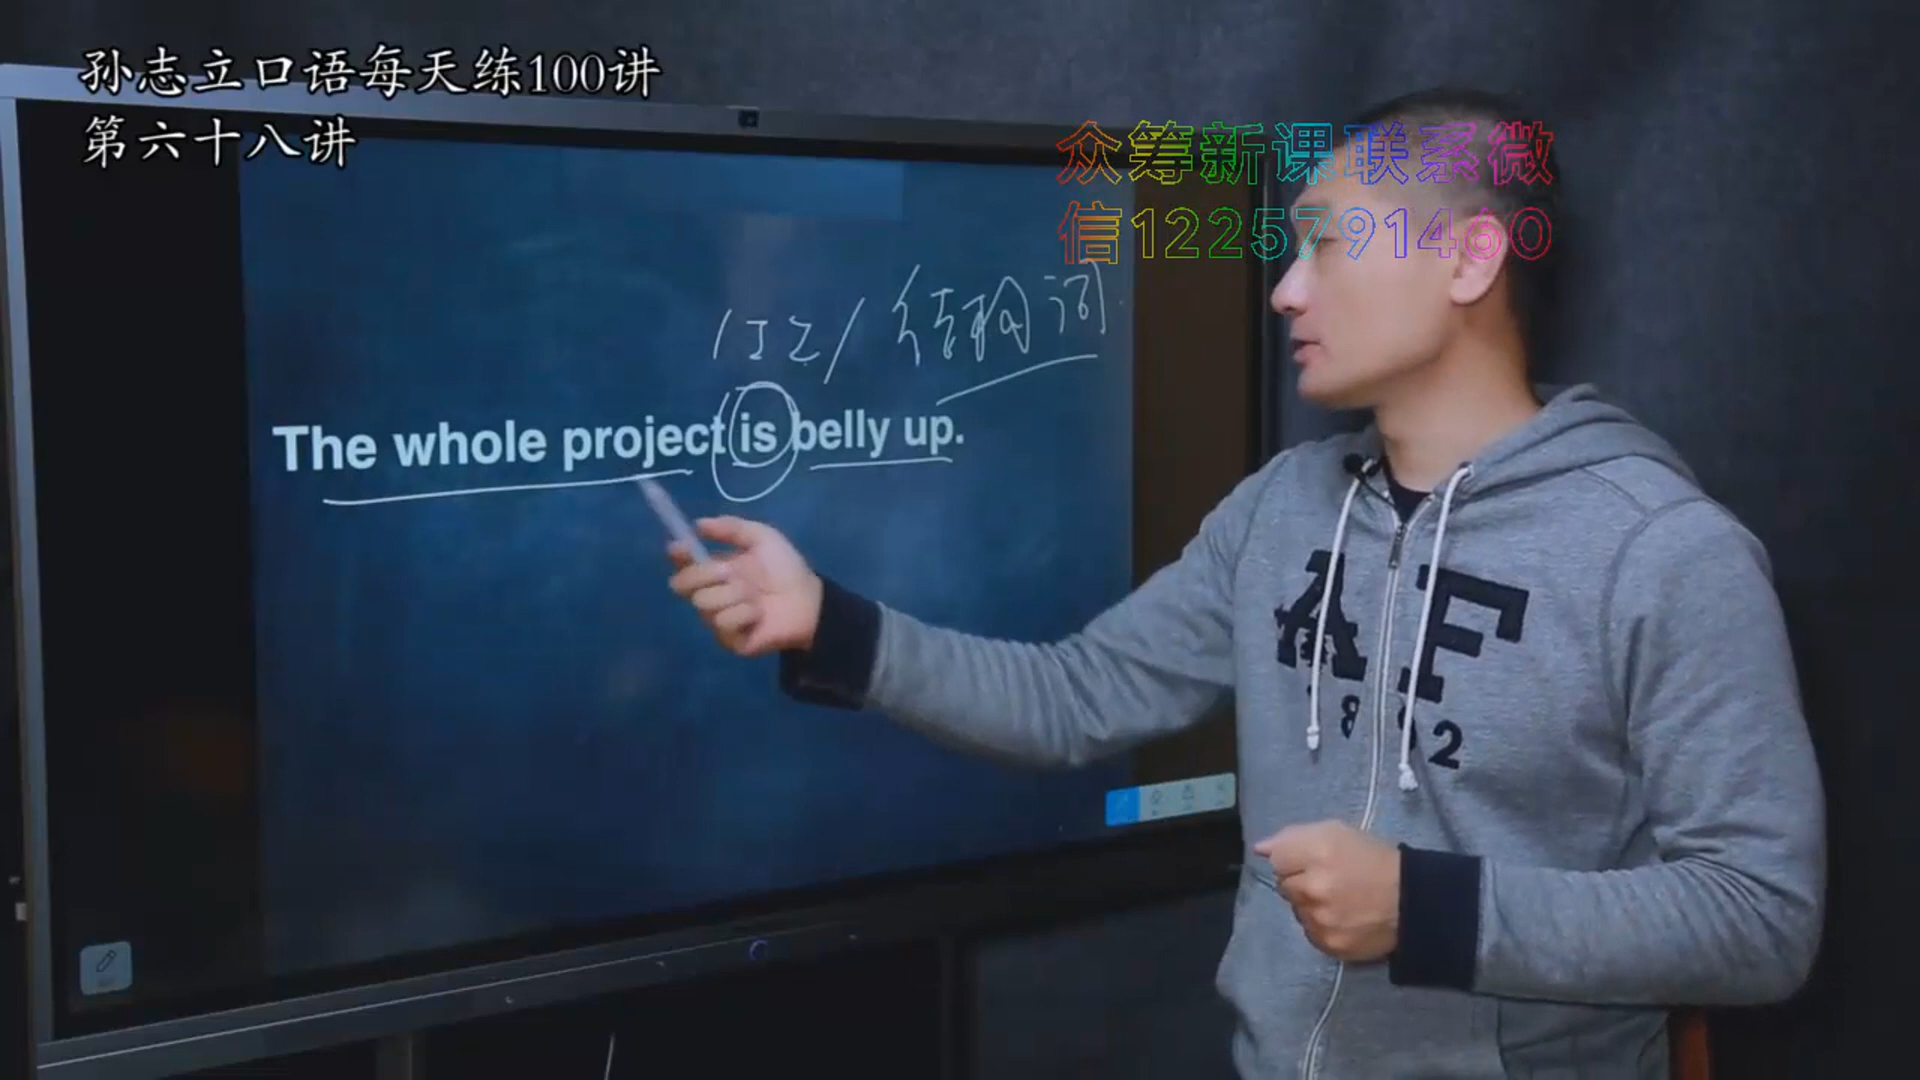 孙志立口语每天练100讲
第六十八讲
众筹新课联系微
信1225791460
/ɪz/ 结构词
The whole project is belly up.
AF
1892